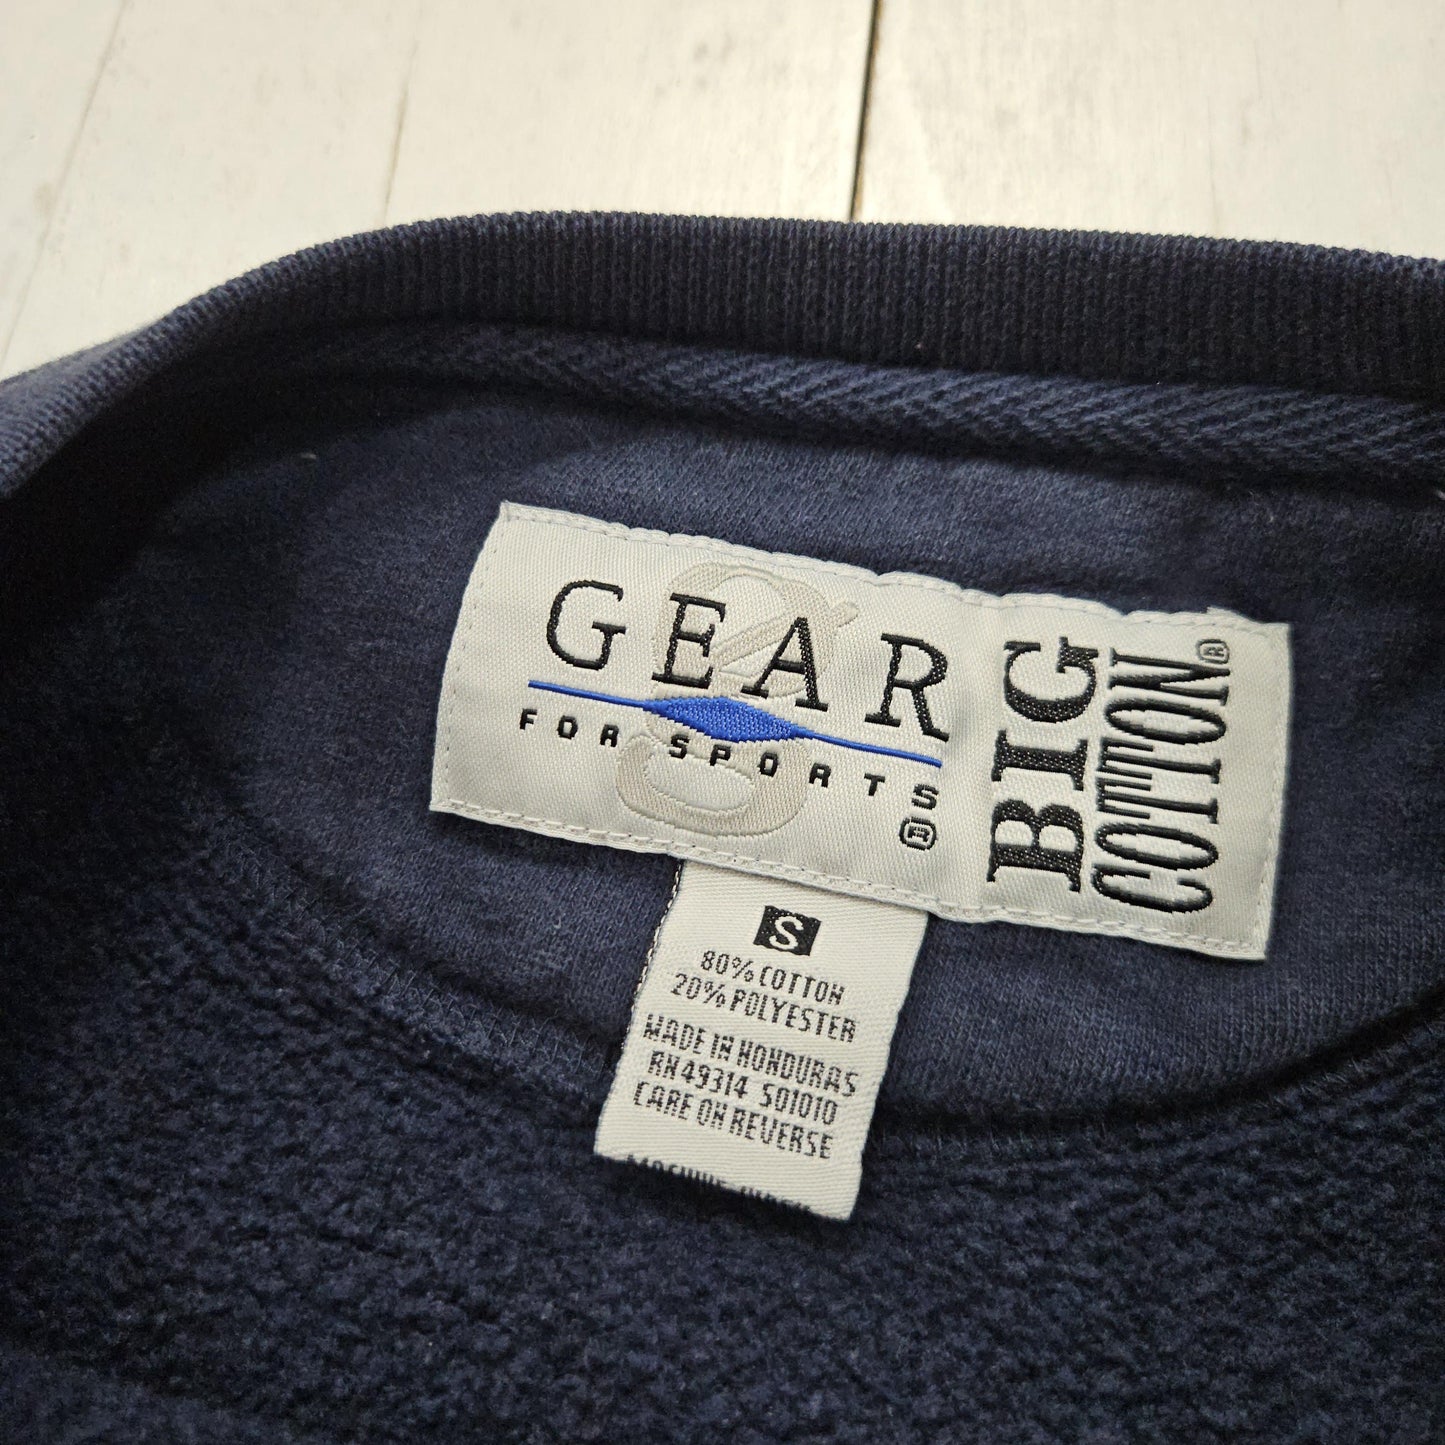 GEAR
FOR SPORTS®
BIG
COTTON®
S
80% COTTON
20% POLYESTER
MADE IN HONDURAS
RN49314 S01010
CARE ON REVERSE